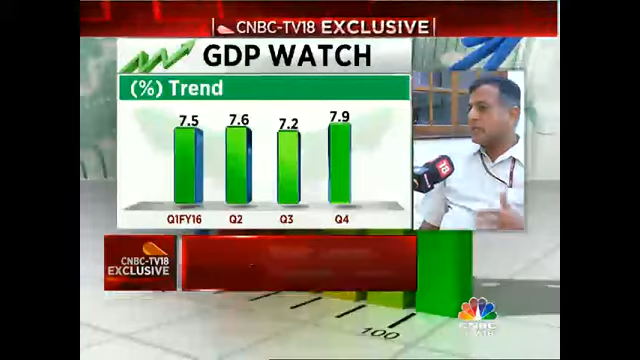 CNBC-TV18 EXCLUSIVE
GDP WATCH
(%) Trend
7.5 7.6 7.2 7.9
Q1FY16 Q2 Q3 Q4
18
CNBC-TV18
EXCLUSIVE
100
CNBC
TV18